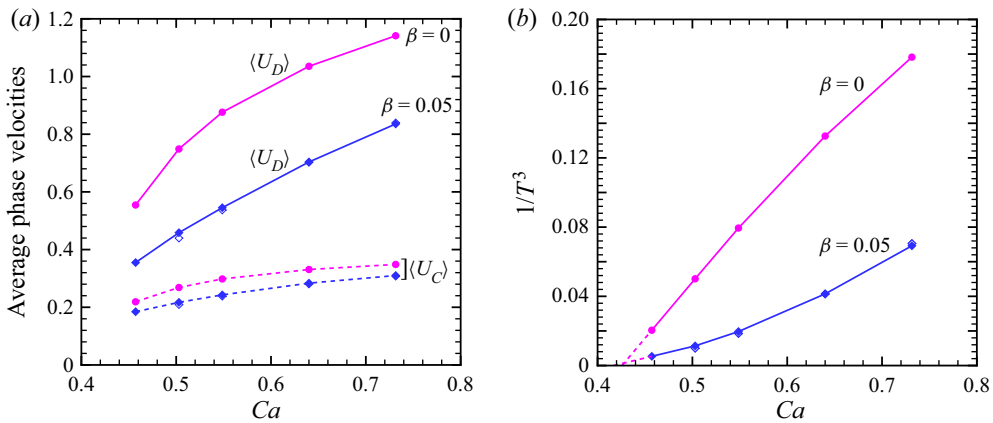 (a)
1.2
1.0
0.8
0.6
0.4
0.2
0
Average phase velocities
β = 0
⟨U_D⟩
β = 0.05
⟨U_D⟩
⟨U_C⟩
0.4 0.5 0.6 0.7 0.8
Ca
(b)
0.20
0.16
0.12
0.08
0.04
0
1/T³
β = 0
β = 0.05
0.4 0.5 0.6 0.7 0.8
Ca